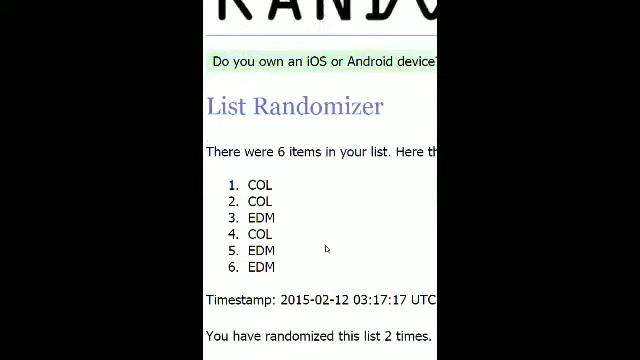 RANDO
Do you own an iOS or Android device?
List Randomizer
There were 6 items in your list. Here th
1. COL
2. COL
3. EDM
4. COL
5. EDM
6. EDM
Timestamp: 2015-02-12 03:17:17 UTC
You have randomized this list 2 times.